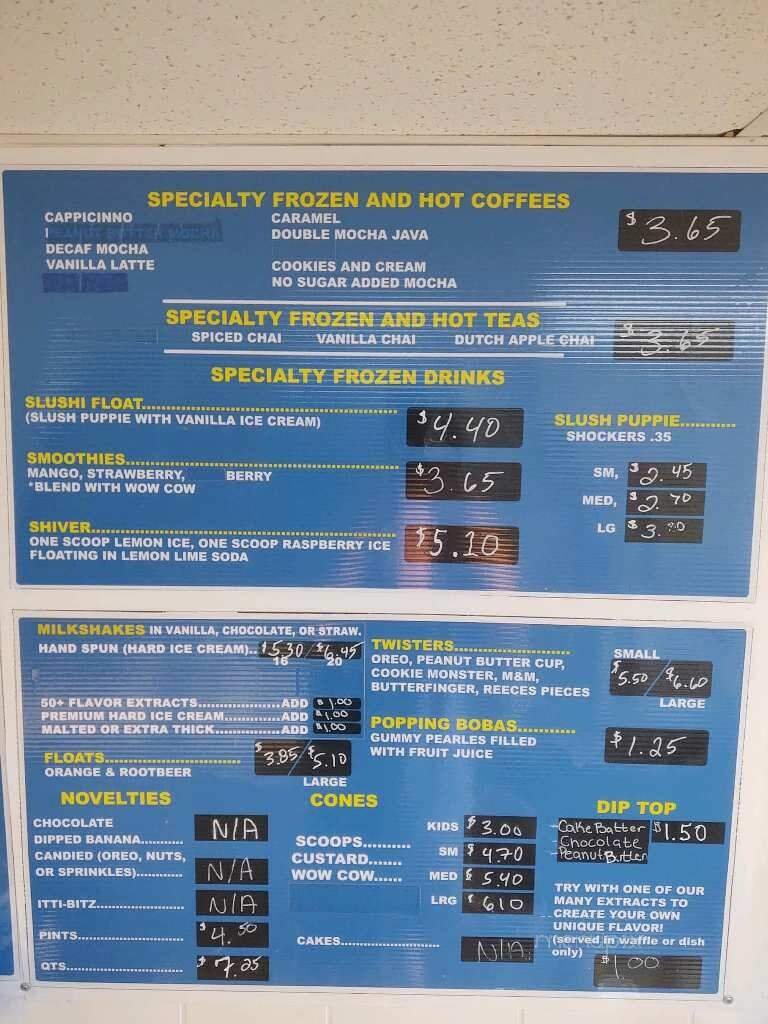 SPECIALTY FROZEN AND HOT COFFEES
CAPPICINNO
CARAMEL
$3.65
PEANUT BUTTER MOCHA
DOUBLE MOCHA JAVA
DECAF MOCHA
VANILLA LATTE
COOKIES AND CREAM
NO SUGAR ADDED MOCHA
SPECIALTY FROZEN AND HOT TEAS
SPICED CHAI VANILLA CHAI DUTCH APPLE CHAI
$3.65
SPECIALTY FROZEN DRINKS
SLUSHI FLOAT
(SLUSH PUPPIE WITH VANILLA ICE CREAM)
$4.40
SMOOTHIES
MANGO, STRAWBERRY, BERRY
*BLEND WITH WOW COW
$3.65
SHIVER
ONE SCOOP LEMON ICE, ONE SCOOP RASPBERRY ICE
FLOATING IN LEMON LIME SODA
$5.10
SLUSH PUPPIE
SHOCKERS .35
SM, $2.45
MED, $2.70
LG
MILKSHAKES IN VANILLA, CHOCOLATE, OR STRAW.
HAND SPUN (HARD ICE CREAM).. $5.30/$6.45
16 20
50+ FLAVOR EXTRACTS....................ADD $1.00
PREMIUM HARD ICE CREAM..............ADD $1.00
MALTED OR EXTRA THICK................ADD $1.00
FLOATS
ORANGE & ROOTBEER
$3.85/$5.10
LARGE
TWISTERS
OREO, PEANUT BUTTER CUP,
COOKIE MONSTER, M&M,
BUTTERFINGER, REECES PIECES
SMALL
$5.50/$6.60
LARGE
POPPING BOBAS
GUMMY PEARLES FILLED
WITH FRUIT JUICE
$1.25
NOVELTIES
CHOCOLATE
DIPPED BANANA........... N/A
CANDIED (OREO, NUTS,
OR SPRINKLES)............ N/A
ITTI-BITZ.................... N/A
PINTS........................ $4.50
QTS........................... $7.25
CONES
SCOOPS..........
CUSTARD.......
WOW COW......
KIDS $3.00
SM $4.70
MED $5.40
LRG $6.10
CAKES..................... N/A
DIP TOP
-Cake Batter
-Chocolate
-Peanut Butter
$1.50
TRY WITH ONE OF OUR
MANY EXTRACTS TO
CREATE YOUR OWN
UNIQUE FLAVOR!
(served in waffle or dish
only)
$1.00